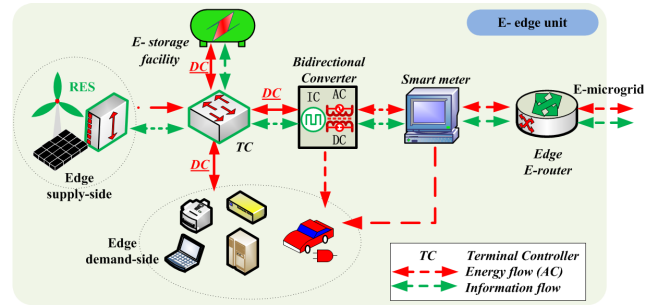 E- edge unit
E- storage
facility
DC
Bidirectional
Converter
Smart meter
RES
DC
IC
AC
DC
E-microgrid
TC
DC
Edge
E-router
Edge
supply-side
Edge
demand-side
TC Terminal Controller
Energy flow (AC)
Information flow